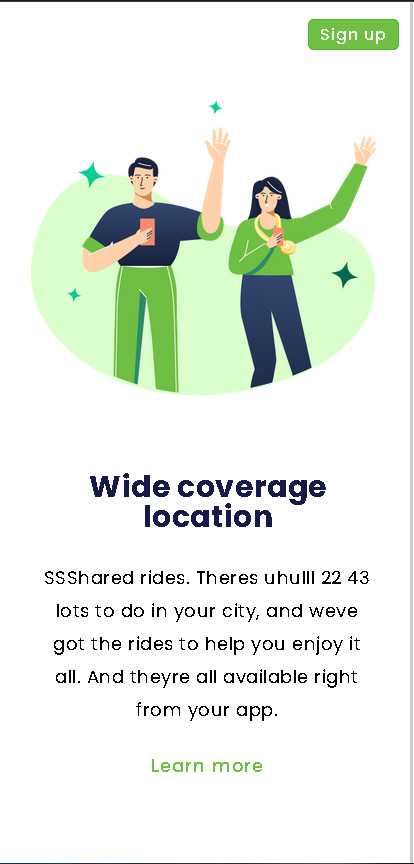 Sign up
Wide coverage
location
SSShared rides. Theres uhulll 22 43
lots to do in your city, and weve
got the rides to help you enjoy it
all. And theyre all available right
from your app.
Learn more